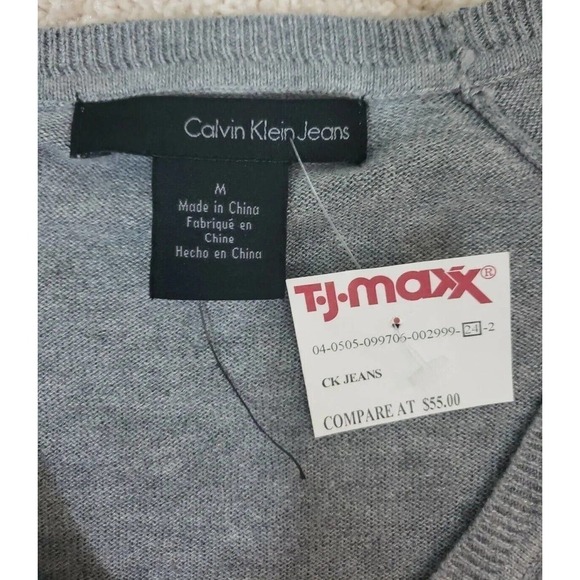 Calvin Klein Jeans
M
Made in China
Fabriqué en
Chine
Hecho en China
T·J·maxx®
04-0505-099706-002999-24-2
CK JEANS
COMPARE AT $55.00